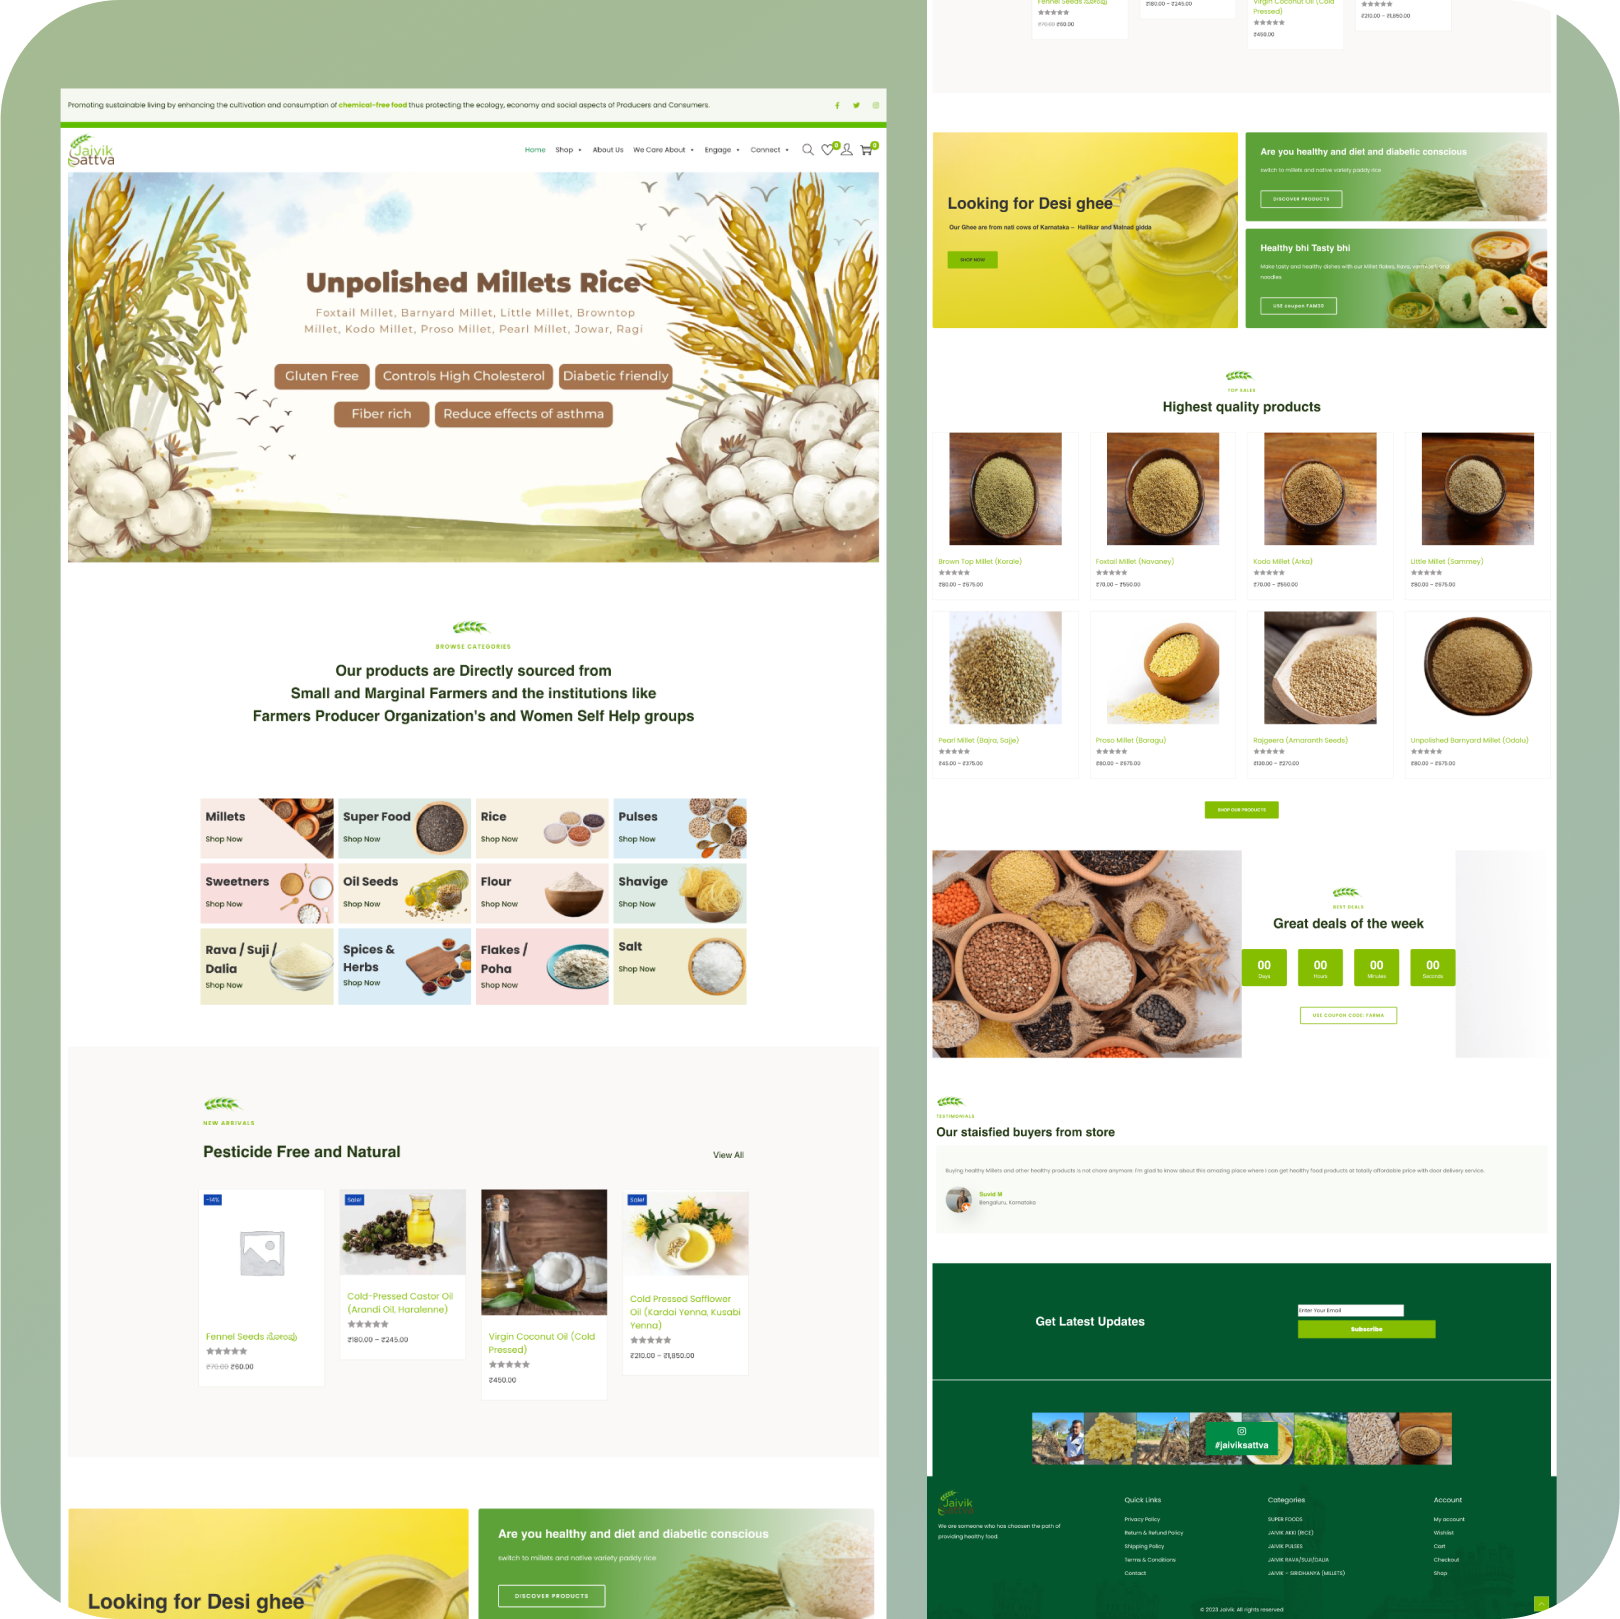 Promoting sustainable living by enhancing the cultivation and consumption of chemical-free food thus protecting the ecology, economy and social aspects of Producers and Consumers.
Jaivik
Sattva
Home Shop About Us We Care About Engage Connect 0 0
Unpolished Millets Rice
Foxtail Millet, Barnyard Millet, Little Millet, Browntop
Millet, Kodo Millet, Proso Millet, Pearl Millet, Jowar, Ragi
Gluten Free Controls High Cholesterol Diabetic friendly
Fiber rich Reduce effects of asthma
BROWSE CATEGORIES
Our products are Directly sourced from
Small and Marginal Farmers and the institutions like
Farmers Producer Organization's and Women Self Help groups
Millets
Shop Now
Super Food
Shop Now
Rice
Shop Now
Pulses
Shop Now
Sweetners
Shop Now
Oil Seeds
Shop Now
Flour
Shop Now
Shavige
Shop Now
Rava / Suji /
Dalia
Shop Now
Spices &
Herbs
Shop Now
Flakes /
Poha
Shop Now
Salt
Shop Now
NEW ARRIVALS
Pesticide Free and Natural
View All
-14%
Fennel Seeds ಸೋಂಪು
₹70.00 ₹60.00
Sale!
Cold-Pressed Castor Oil
(Arandi Oil, Haralenne)
₹180.00 – ₹245.00
Virgin Coconut Oil (Cold
Pressed)
₹450.00
Sale!
Cold Pressed Safflower
Oil (Kardai Yenna, Kusabi
Yenna)
₹210.00 – ₹1,850.00
Looking for Desi ghee
Are you healthy and diet and diabetic conscious
switch to millets and native variety paddy rice
DISCOVER PRODUCTS
Fennel Seeds ಸೋಂಪು
₹70.00 ₹60.00
₹180.00 – ₹245.00
Virgin Coconut Oil (Cold
Pressed)
₹450.00
₹210.00 – ₹1,850.00
Looking for Desi ghee
Our Ghee are from nati cows of Karnataka – Hallikar and Malnad gidda
SHOP NOW
Are you healthy and diet and diabetic conscious
switch to millets and native variety paddy rice
DISCOVER PRODUCTS
Healthy bhi Tasty bhi
Make tasty and healthy dishes with our Millet flakes, Rava, vermicelli and
noodles
USE coupon FAM20
TOP SALES
Highest quality products
Brown Top Millet (Korale)
₹80.00 – ₹675.00
Foxtail Millet (Navaney)
₹70.00 – ₹550.00
Kodo Millet (Arka)
₹70.00 – ₹550.00
Little Millet (Sammey)
₹80.00 – ₹675.00
Pearl Millet (Bajra, Sajje)
₹45.00 – ₹375.00
Proso Millet (Baragu)
₹80.00 – ₹675.00
Rajgeera (Amaranth Seeds)
₹120.00 – ₹270.00
Unpolished Barnyard Millet (Odalu)
₹80.00 – ₹675.00
SHOP OUR PRODUCTS
BEST DEALS
Great deals of the week
00 00 00 00
Days Hours Minutes Seconds
USE COUPON CODE: FARMA
TESTIMONIALS
Our staisfied buyers from store
Buying healthy Millets and other healthy products is not chore anymore. I'm glad to know about this amazing place where I can get healthy food products at totally affordable price with door delivery service.
Suvid M
Bengaluru, Karnataka
Get Latest Updates
Enter Your Email
Subscribe
#jaiviksattva
Jaivik
Sattva
We are someone who has choosen the path of
providing healthy food.
Quick Links
Privacy Policy
Return & Refund Policy
Shipping Policy
Terms & Conditions
Contact
Categories
SUPER FOODS
JAIVIK AKKI (RICE)
JAIVIK PULSES
JAIVIK RAVA/SUJI/DALIA
JAIVIK – SIRIDHANYA (MILLETS)
Account
My account
Wishlist
Cart
Checkout
Shop
© 2023 Jaivik. All rights reserved